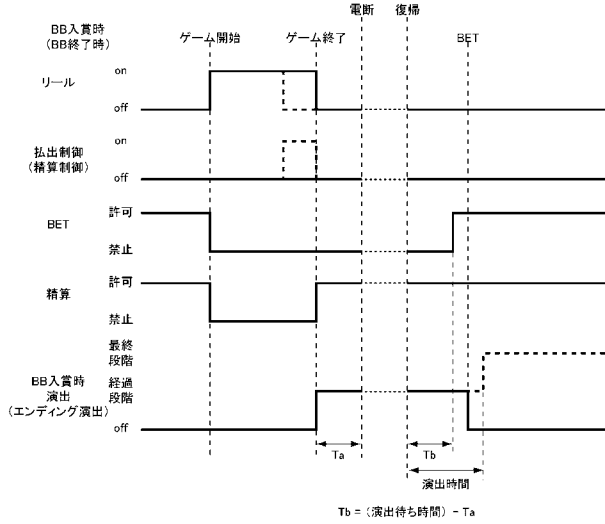 電断 復帰
BB入賞時
(BB終了時)
ゲーム開始 ゲーム終了 BET
リール
on
off
払出制御
(精算制御)
on
off
BET
許可
禁止
精算
許可
禁止
BB入賞時
演出
(エンディング演出)
最終
段階
経過
段階
off
Ta Tb
演出時間
Tb = (演出待ち時間) - Ta